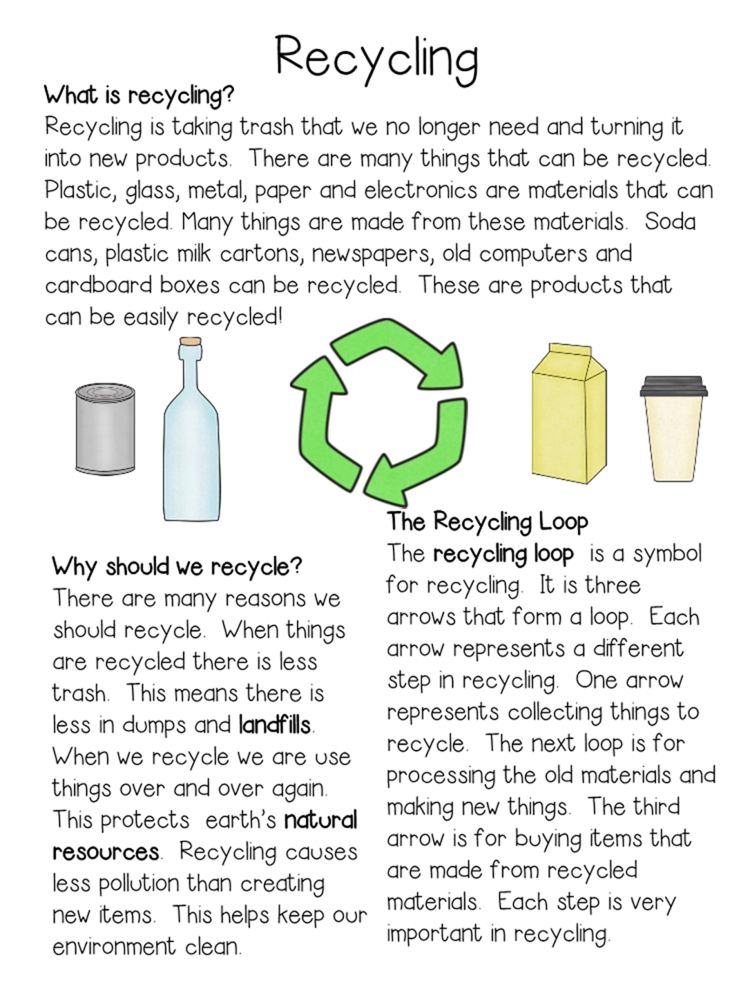 Recycling
What is recycling?
Recycling is taking trash that we no longer need and turning it
into new products. There are many things that can be recycled.
Plastic, glass, metal, paper and electronics are materials that can
be recycled. Many things are made from these materials. Soda
cans, plastic milk cartons, newspapers, old computers and
cardboard boxes can be recycled. These are products that
can be easily recycled!
Why should we recycle?
There are many reasons we
should recycle. When things
are recycled there is less
trash. This means there is
less in dumps and landfills.
When we recycle we are use
things over and over again.
This protects earth's natural
resources. Recycling causes
less pollution than creating
new items. This helps keep our
environment clean.
The Recycling Loop
The recycling loop is a symbol
for recycling. It is three
arrows that form a loop. Each
arrow represents a different
step in recycling. One arrow
represents collecting things to
recycle. The next loop is for
processing the old materials and
making new things. The third
arrow is for buying items that
are made from recycled
materials. Each step is very
important in recycling.